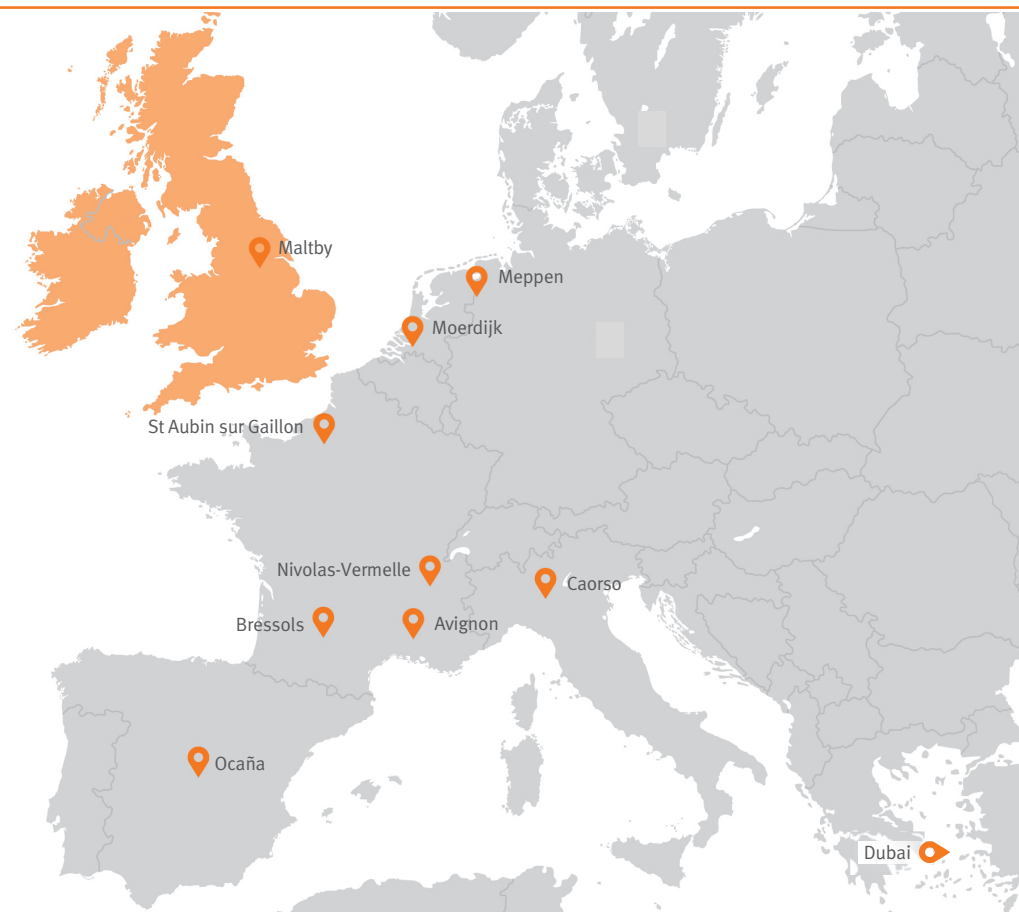 Maltby
Meppen
Moerdijk
St Aubin sur Gaillon
Nivolas-Vermelle
Caorso
Bressols
Avignon
Ocaña
Dubai